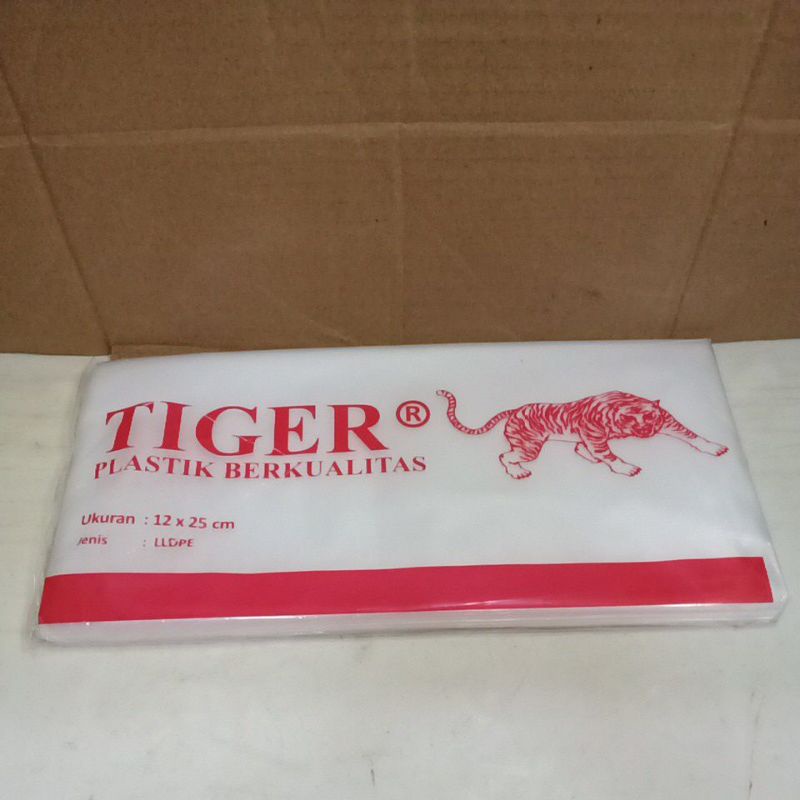 TIGER®
PLASTIK BERKUALITAS
Ukuran : 12 x 25 cm
Jenis : LLDPE